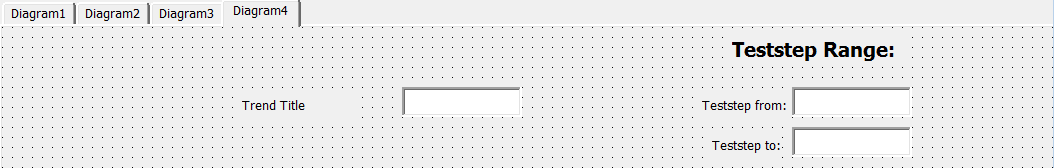 Diagram1 Diagram2 Diagram3 Diagram4
Teststep Range:
Trend Title
Teststep from:
Teststep to: